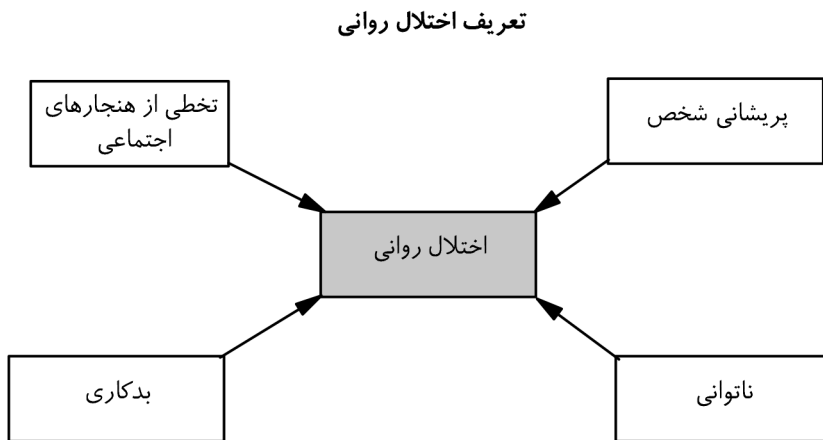 تعریف اختلال روانی
پریشانی شخص
تخطی از هنجارهای
اجتماعی
اختلال روانی
ناتوانی
بدکاری